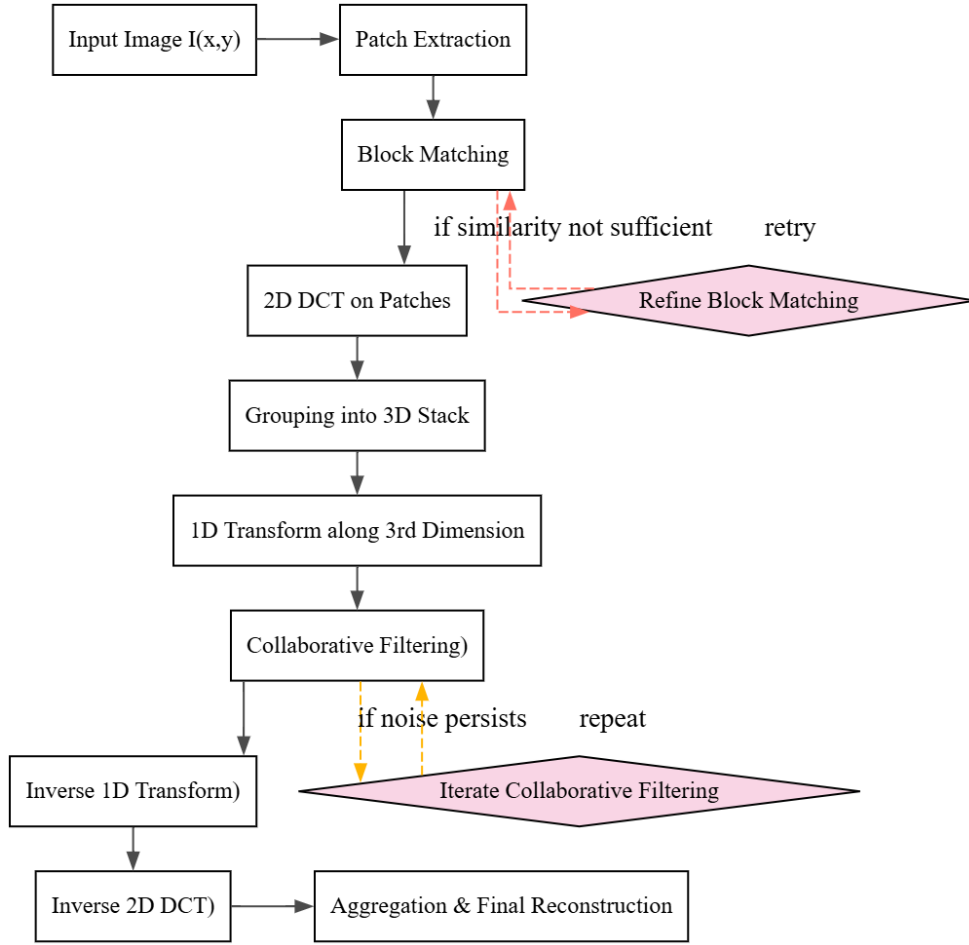 Input Image I(x,y)
Patch Extraction
Block Matching
if similarity not sufficient
retry
2D DCT on Patches
Refine Block Matching
Grouping into 3D Stack
1D Transform along 3rd Dimension
Collaborative Filtering)
if noise persists
repeat
Inverse 1D Transform)
Iterate Collaborative Filtering
Inverse 2D DCT)
Aggregation & Final Reconstruction